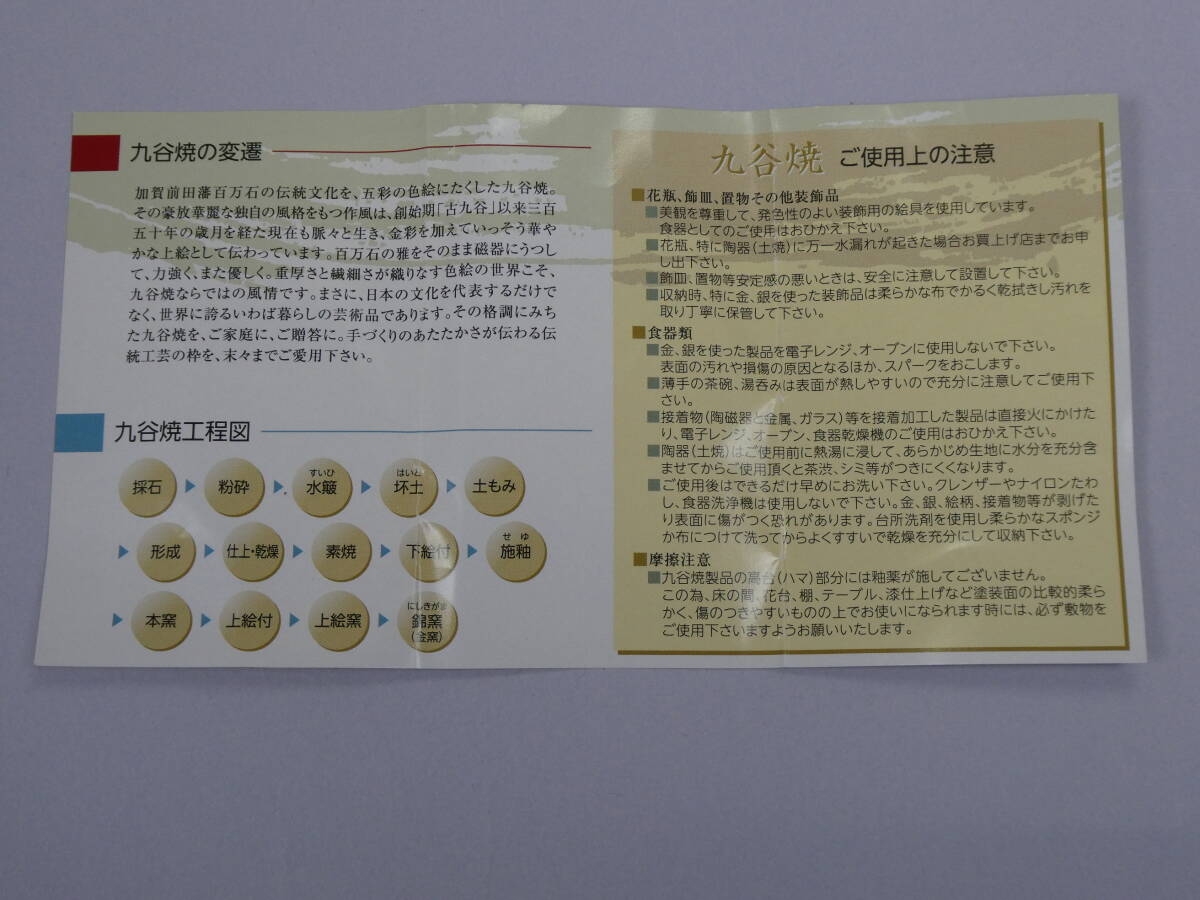 九谷焼の変遷
加賀前田藩百万石の伝統文化を、五彩の色絵にたくした九谷焼。
その豪放華麗な独自の風格をもつ作風は、創始期「古九谷」以来三百
五十年の歳月を経た現在も脈々と生き、金彩を加えていっそう華や
かな上絵として伝わっています。百万石の雅をそのまま磁器にうつし
て、力強く、また優しく。重厚さと繊細さが織りなす色絵の世界こそ、
九谷焼ならではの風情です。まさに、日本の文化を代表するだけで
なく、世界に誇るいわば暮らしの芸術品であります。その格調にみち
た九谷焼を、ご家庭に、ご贈答に。手づくりのあたたかさが伝わる伝
統工芸の枠を、末々までご愛用下さい。
九谷焼工程図
採石 ▶ 粉砕 ▶ 水簸 ▶ 坏土 ▶ 土もみ
すいひ はいど
▶ 形成 ▶ 仕上・乾燥 ▶ 素焼 ▶ 下絵付 ▶ 施釉
せゆ
▶ 本窯 ▶ 上絵付 ▶ 上絵窯 ▶ 錦窯
にしきがま
(金窯)
九谷焼 ご使用上の注意
■花瓶、飾皿、置物その他装飾品
■美観を尊重して、発色性のよい装飾用の絵具を使用しています。
食器としてのご使用はおひかえ下さい。
■花瓶、特に陶器(土焼)に万一水漏れが起きた場合お買上げ店までお申
し出下さい。
■飾皿、置物等安定感の悪いときは、安全に注意して設置して下さい。
■収納時、特に金、銀を使った装飾品は柔らかな布でかるく乾拭きし汚れを
取り丁寧に保管して下さい。
■食器類
■金、銀を使った製品を電子レンジ、オーブンに使用しないで下さい。
表面の汚れや損傷の原因となるほか、スパークをおこします。
■薄手の茶碗、湯呑みは表面が熱しやすいので充分に注意してご使用下
さい。
■接着物(陶磁器と金属、ガラス)等を接着加工した製品は直接火にかけた
り、電子レンジ、オーブン、食器乾燥機のご使用はおひかえ下さい。
■陶器(土焼)はご使用前に熱湯に浸して、あらかじめ生地に水分を充分含
ませてからご使用頂くと茶渋、シミ等がつきにくくなります。
■ご使用後はできるだけ早めにお洗い下さい。クレンザーやナイロンたわ
し、食器洗浄機は使用しないで下さい。金、銀、絵柄、接着物等が剥げた
り表面に傷がつく恐れがあります。台所洗剤を使用し柔らかなスポンジ
か布につけて洗ってからよくすすいで乾燥を充分にして収納下さい。
■摩擦注意
■九谷焼製品の高台(ハマ)部分には釉薬が施してございません。
この為、床の間、花台、棚、テーブル、漆仕上げなど塗装面の比較的柔ら
かく、傷のつきやすいものの上でお使いになられます時には、必ず敷物を
ご使用下さいますようお願いいたします。